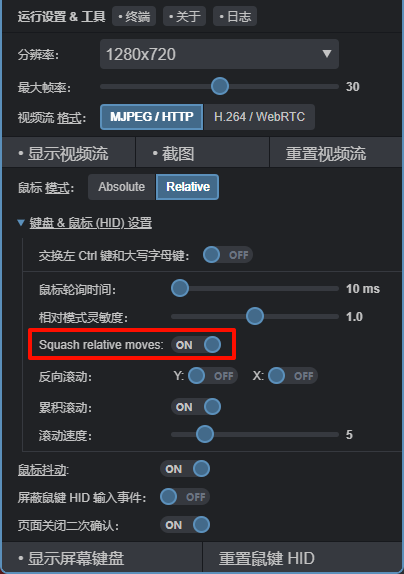 运行设置 & 工具 • 终端 • 关于 • 日志
分辨率: 1280x720
最大帧率: 30
视频流 格式: MJPEG / HTTP H.264 / WebRTC
• 显示视频流 • 截图 重置视频流
鼠标 模式: Absolute Relative
键盘 & 鼠标 (HID) 设置
交换左 Ctrl 键和大写字母键: OFF
鼠标轮询时间: 10 ms
相对模式灵敏度: 1.0
Squash relative moves: ON
反向滚动: Y: OFF X: OFF
累积滚动: ON
滚动速度: 5
鼠标抖动: ON
屏蔽鼠键 HID 输入事件: OFF
页面关闭二次确认: ON
• 显示屏幕键盘 重置鼠键 HID